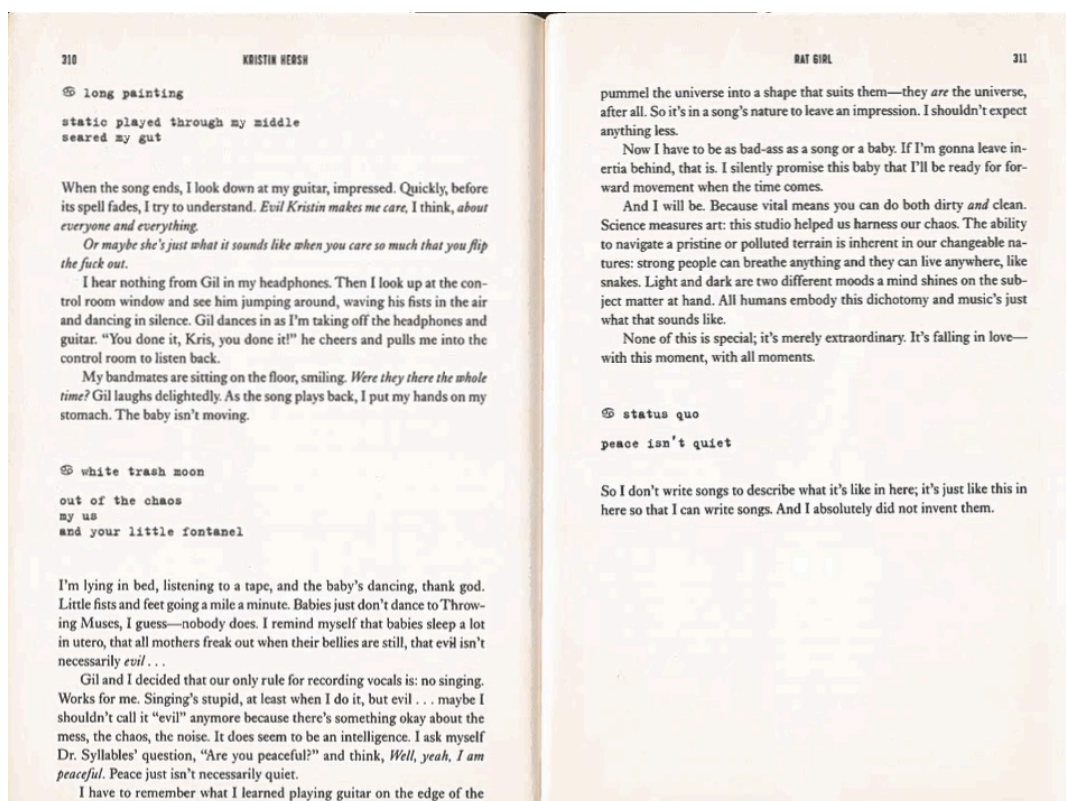 310
KRISTIN HERSH
♋ long painting
static played through my middle
seared my gut
When the song ends, I look down at my guitar, impressed. Quickly, before
its spell fades, I try to understand. Evil Kristin makes me care, I think, about
everyone and everything.
Or maybe she's just what it sounds like when you care so much that you flip
the fuck out.
I hear nothing from Gil in my headphones. Then I look up at the con-
trol room window and see him jumping around, waving his fists in the air
and dancing in silence. Gil dances in as I'm taking off the headphones and
guitar. "You done it, Kris, you done it!" he cheers and pulls me into the
control room to listen back.
My bandmates are sitting on the floor, smiling. Were they there the whole
time? Gil laughs delightedly. As the song plays back, I put my hands on my
stomach. The baby isn't moving.
♋ white trash moon
out of the chaos
my us
and your little fontanel
I'm lying in bed, listening to a tape, and the baby's dancing, thank god.
Little fists and feet going a mile a minute. Babies just don't dance to Throw-
ing Muses, I guess—nobody does. I remind myself that babies sleep a lot
in utero, that all mothers freak out when their bellies are still, that evil isn't
necessarily evil . . .
Gil and I decided that our only rule for recording vocals is: no singing.
Works for me. Singing's stupid, at least when I do it, but evil . . . maybe I
shouldn't call it "evil" anymore because there's something okay about the
mess, the chaos, the noise. It does seem to be an intelligence. I ask myself
Dr. Syllables' question, "Are you peaceful?" and think, Well, yeah, I am
peaceful. Peace just isn't necessarily quiet.
I have to remember what I learned playing guitar on the edge of the
RAT GIRL
311
pummel the universe into a shape that suits them—they are the universe,
after all. So it's in a song's nature to leave an impression. I shouldn't expect
anything less.
Now I have to be as bad-ass as a song or a baby. If I'm gonna leave in-
ertia behind, that is. I silently promise this baby that I'll be ready for for-
ward movement when the time comes.
And I will be. Because vital means you can do both dirty and clean.
Science measures art: this studio helped us harness our chaos. The ability
to navigate a pristine or polluted terrain is inherent in our changeable na-
tures: strong people can breathe anything and they can live anywhere, like
snakes. Light and dark are two different moods a mind shines on the sub-
ject matter at hand. All humans embody this dichotomy and music's just
what that sounds like.
None of this is special; it's merely extraordinary. It's falling in love—
with this moment, with all moments.
♋ status quo
peace isn't quiet
So I don't write songs to describe what it's like in here; it's just like this in
here so that I can write songs. And I absolutely did not invent them.